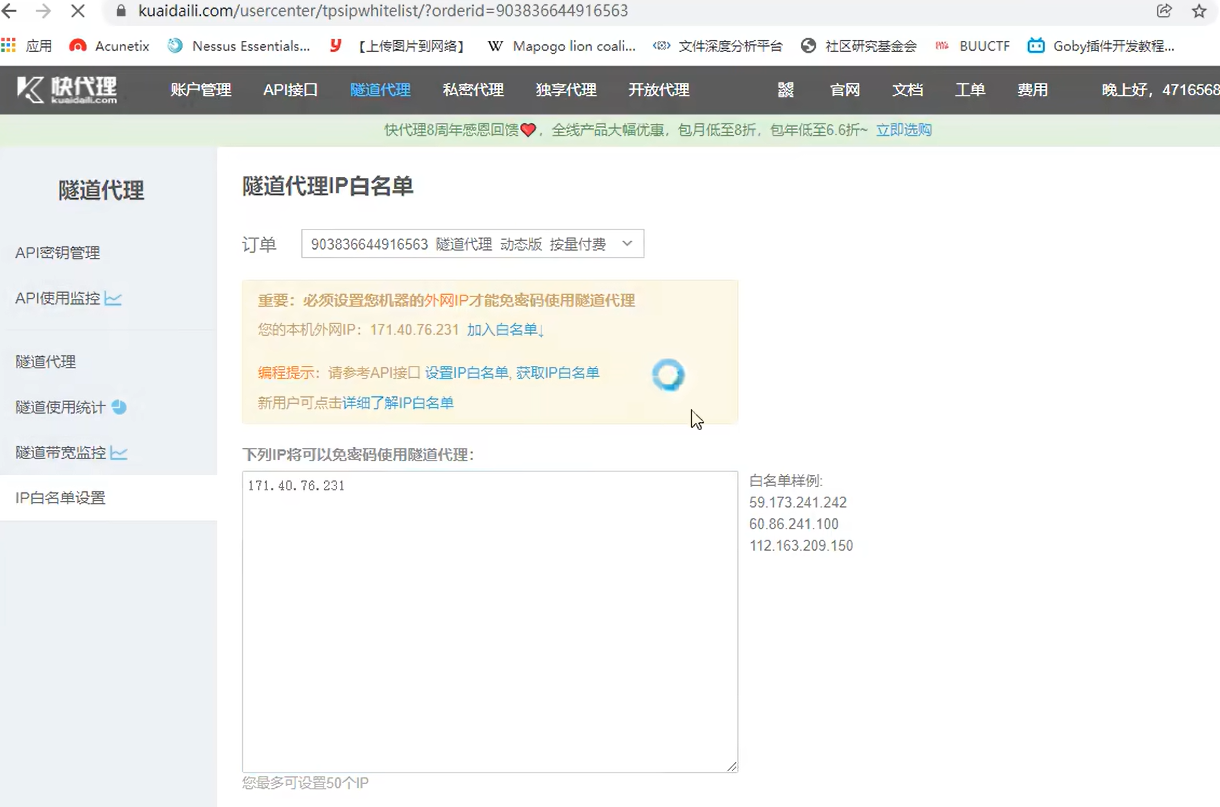 kuaidaili.com/usercenter/tpsipwhitelist/?orderid=903836644916563
应用 Acunetix Nessus Essentials... 【上传图片到网络】 W Mapogo lion coali... 文件深度分析平台 社区研究基金会 BUUCTF Goby插件开发教程...
快代理 kuaidaili.com 账户管理 API接口 隧道代理 私密代理 独享代理 开放代理 官网 文档 工单 费用 晚上好，4716568
快代理8周年感恩回馈❤，全线产品大幅优惠，包月低至8折，包年低至6.6折~ 立即选购
隧道代理
API密钥管理
API使用监控
隧道代理
隧道使用统计
隧道带宽监控
IP白名单设置
隧道代理IP白名单
订单 903836644916563 隧道代理 动态版 按量付费
重要：必须设置您机器的外网IP才能免密码使用隧道代理
您的本机外网IP：171.40.76.231 加入白名单↓
编程提示：请参考API接口 设置IP白名单, 获取IP白名单
新用户可点击详细了解IP白名单
下列IP将可以免密码使用隧道代理：
171.40.76.231
白名单样例:
59.173.241.242
60.86.241.100
112.163.209.150
您最多可设置50个IP